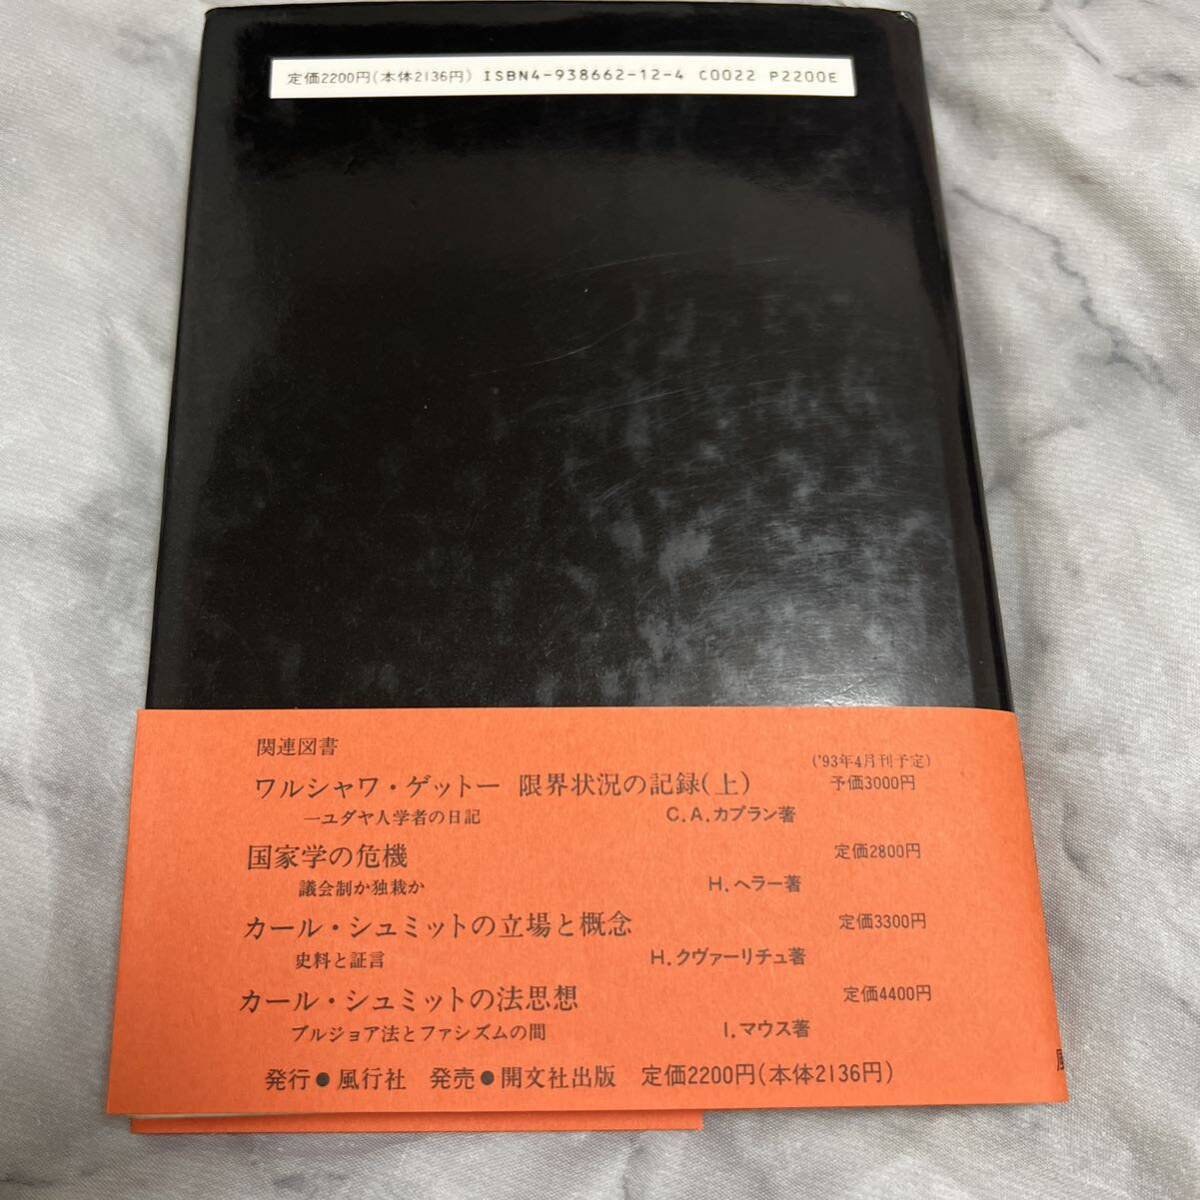 定価2200円(本体2136円) ISBN4-938662-12-4 C0022 P2200E
関連図書
('93年4月刊予定)
ワルシャワ・ゲットー 限界状況の記録(上) 予価3000円
—ユダヤ人学者の日記 C.A.カプラン著
国家学の危機 定価2800円
議会制か独裁か H.ヘラー著
カール・シュミットの立場と概念 定価3300円
史料と証言 H.クヴァーリチュ著
カール・シュミットの法思想 定価4400円
ブルジョア法とファシズムの間 I.マウス著
発行●風行社 発売●開文社出版 定価2200円(本体2136円)